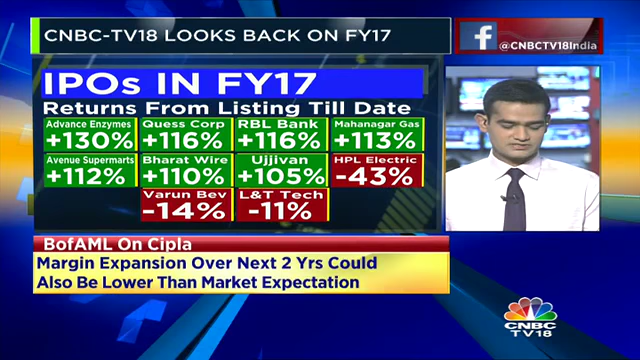 CNBC-TV18 LOOKS BACK ON FY17
f @CNBCTV18India
IPOs IN FY17
Returns From Listing Till Date
Advance Enzymes Quess Corp RBL Bank Mahanagar Gas
+130% +116% +116% +113%
Avenue Supermarts Bharat Wire Ujjivan HPL Electric
+112% +110% +105% -43%
Varun Bev L&T Tech
-14% -11%
BofAML On Cipla
Margin Expansion Over Next 2 Yrs Could
Also Be Lower Than Market Expectation
CNBC
TV18